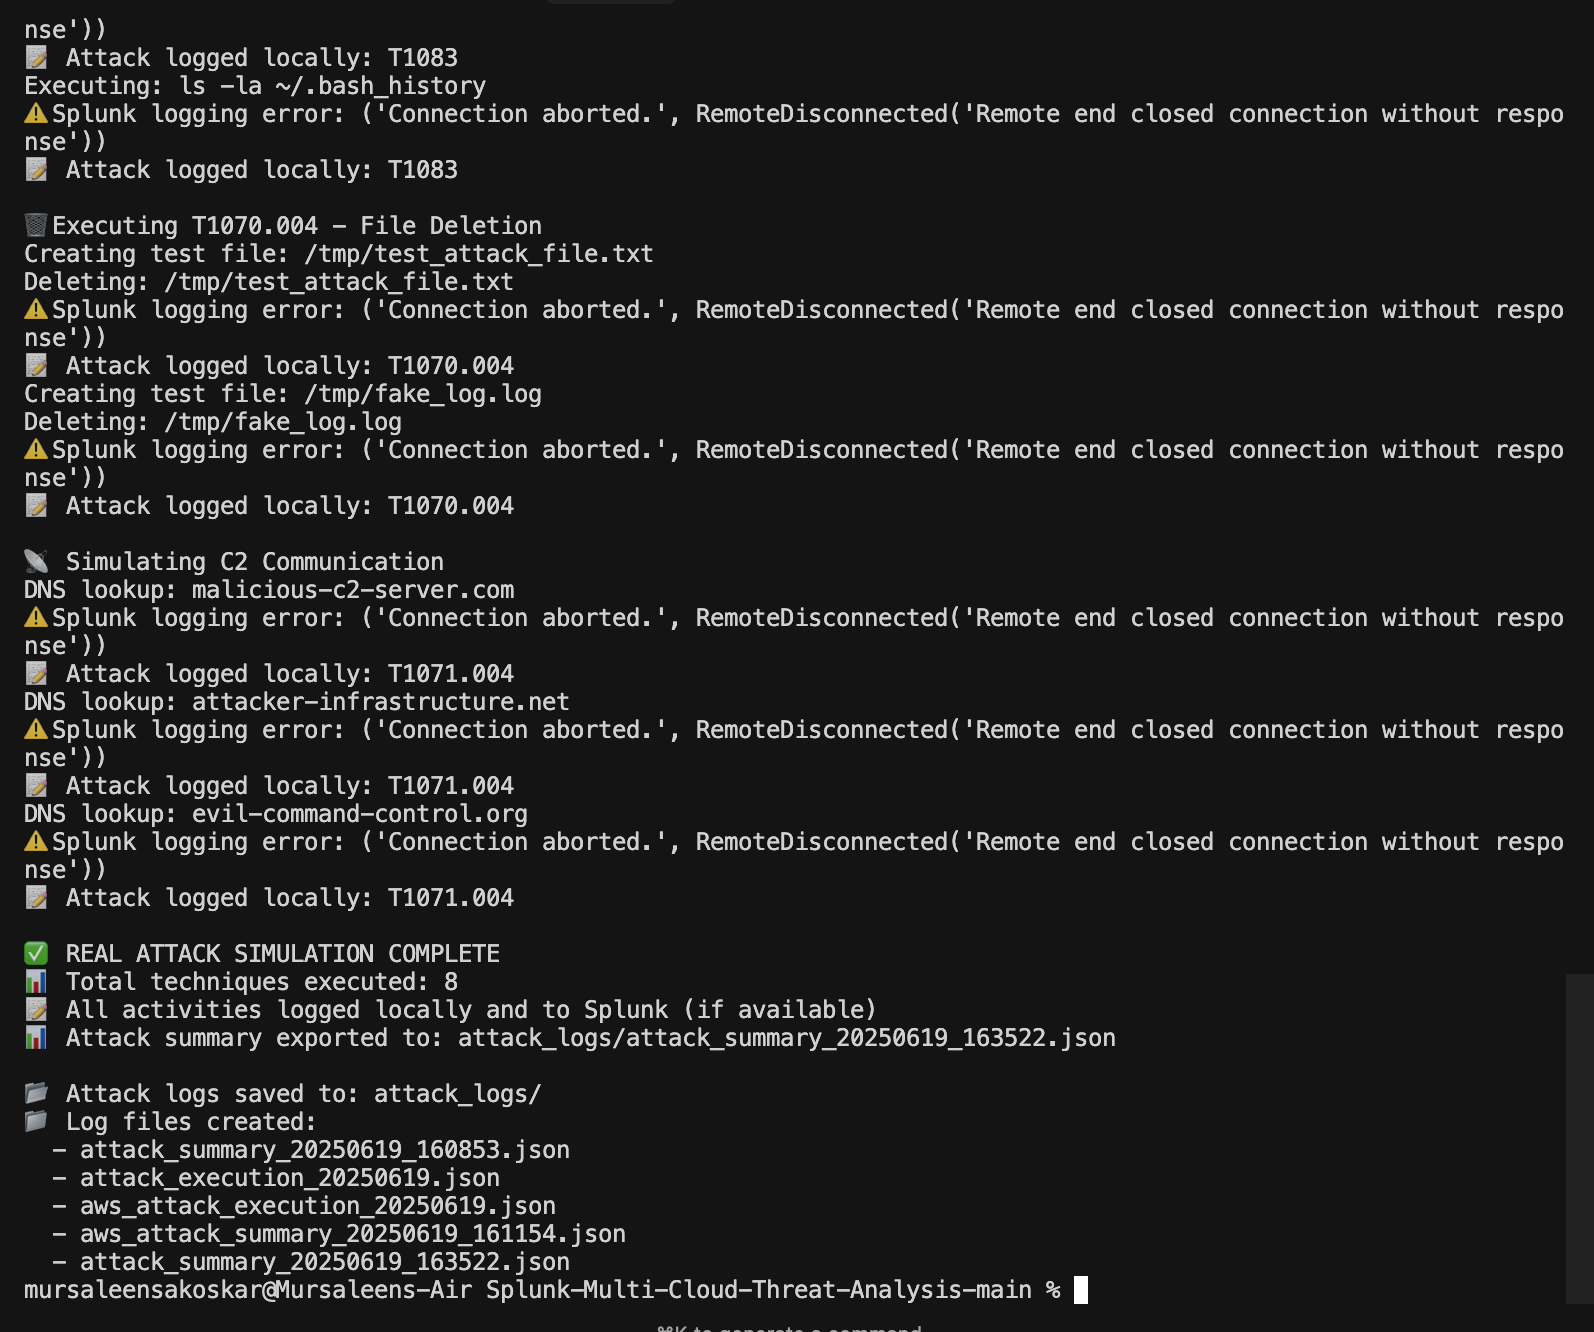 nse'))
📝 Attack logged locally: T1083
Executing: ls -la ~/.bash_history
⚠️Splunk logging error: ('Connection aborted.', RemoteDisconnected('Remote end closed connection without respo
nse'))
📝 Attack logged locally: T1083
🗑️Executing T1070.004 - File Deletion
Creating test file: /tmp/test_attack_file.txt
Deleting: /tmp/test_attack_file.txt
⚠️Splunk logging error: ('Connection aborted.', RemoteDisconnected('Remote end closed connection without respo
nse'))
📝 Attack logged locally: T1070.004
Creating test file: /tmp/fake_log.log
Deleting: /tmp/fake_log.log
⚠️Splunk logging error: ('Connection aborted.', RemoteDisconnected('Remote end closed connection without respo
nse'))
📝 Attack logged locally: T1070.004
📡 Simulating C2 Communication
DNS lookup: malicious-c2-server.com
⚠️Splunk logging error: ('Connection aborted.', RemoteDisconnected('Remote end closed connection without respo
nse'))
📝 Attack logged locally: T1071.004
DNS lookup: attacker-infrastructure.net
⚠️Splunk logging error: ('Connection aborted.', RemoteDisconnected('Remote end closed connection without respo
nse'))
📝 Attack logged locally: T1071.004
DNS lookup: evil-command-control.org
⚠️Splunk logging error: ('Connection aborted.', RemoteDisconnected('Remote end closed connection without respo
nse'))
📝 Attack logged locally: T1071.004
✅ REAL ATTACK SIMULATION COMPLETE
📊 Total techniques executed: 8
📝 All activities logged locally and to Splunk (if available)
📊 Attack summary exported to: attack_logs/attack_summary_20250619_163522.json
📂 Attack logs saved to: attack_logs/
📁 Log files created:
- attack_summary_20250619_160853.json
- attack_execution_20250619.json
- aws_attack_execution_20250619.json
- aws_attack_summary_20250619_161154.json
- attack_summary_20250619_163522.json
mursaleensakoskar@Mursaleens-Air Splunk-Multi-Cloud-Threat-Analysis-main %
⌘K to generate a command